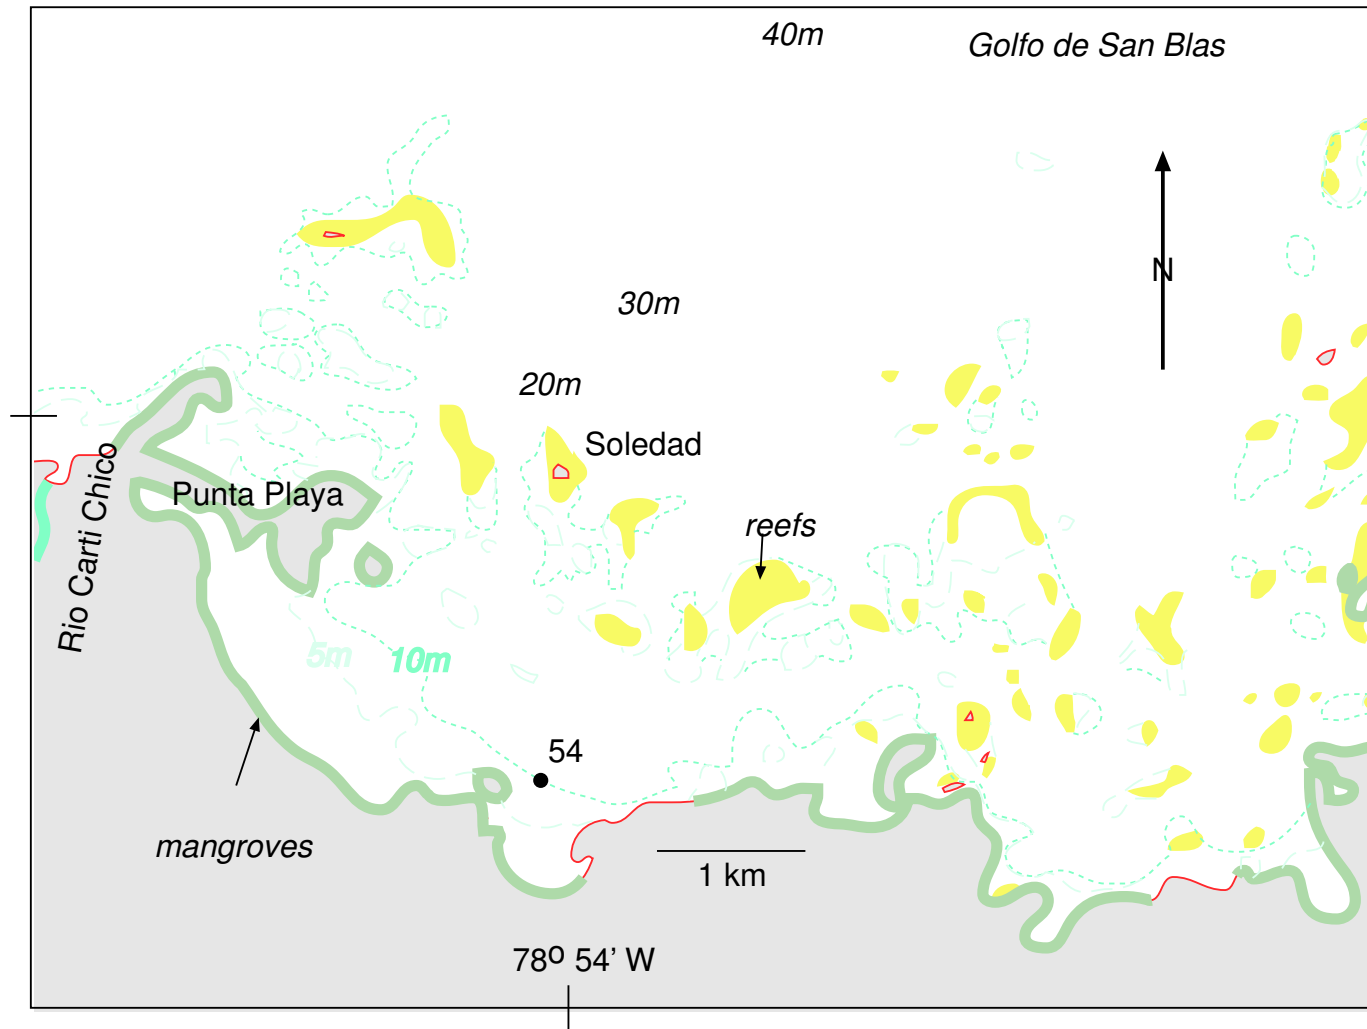 40m
Golfo de San Blas
N
30m
20m
Soledad
Rio Carti Chico
Punta Playa
reefs
5m
10m
54
mangroves
1 km
78º 54' W